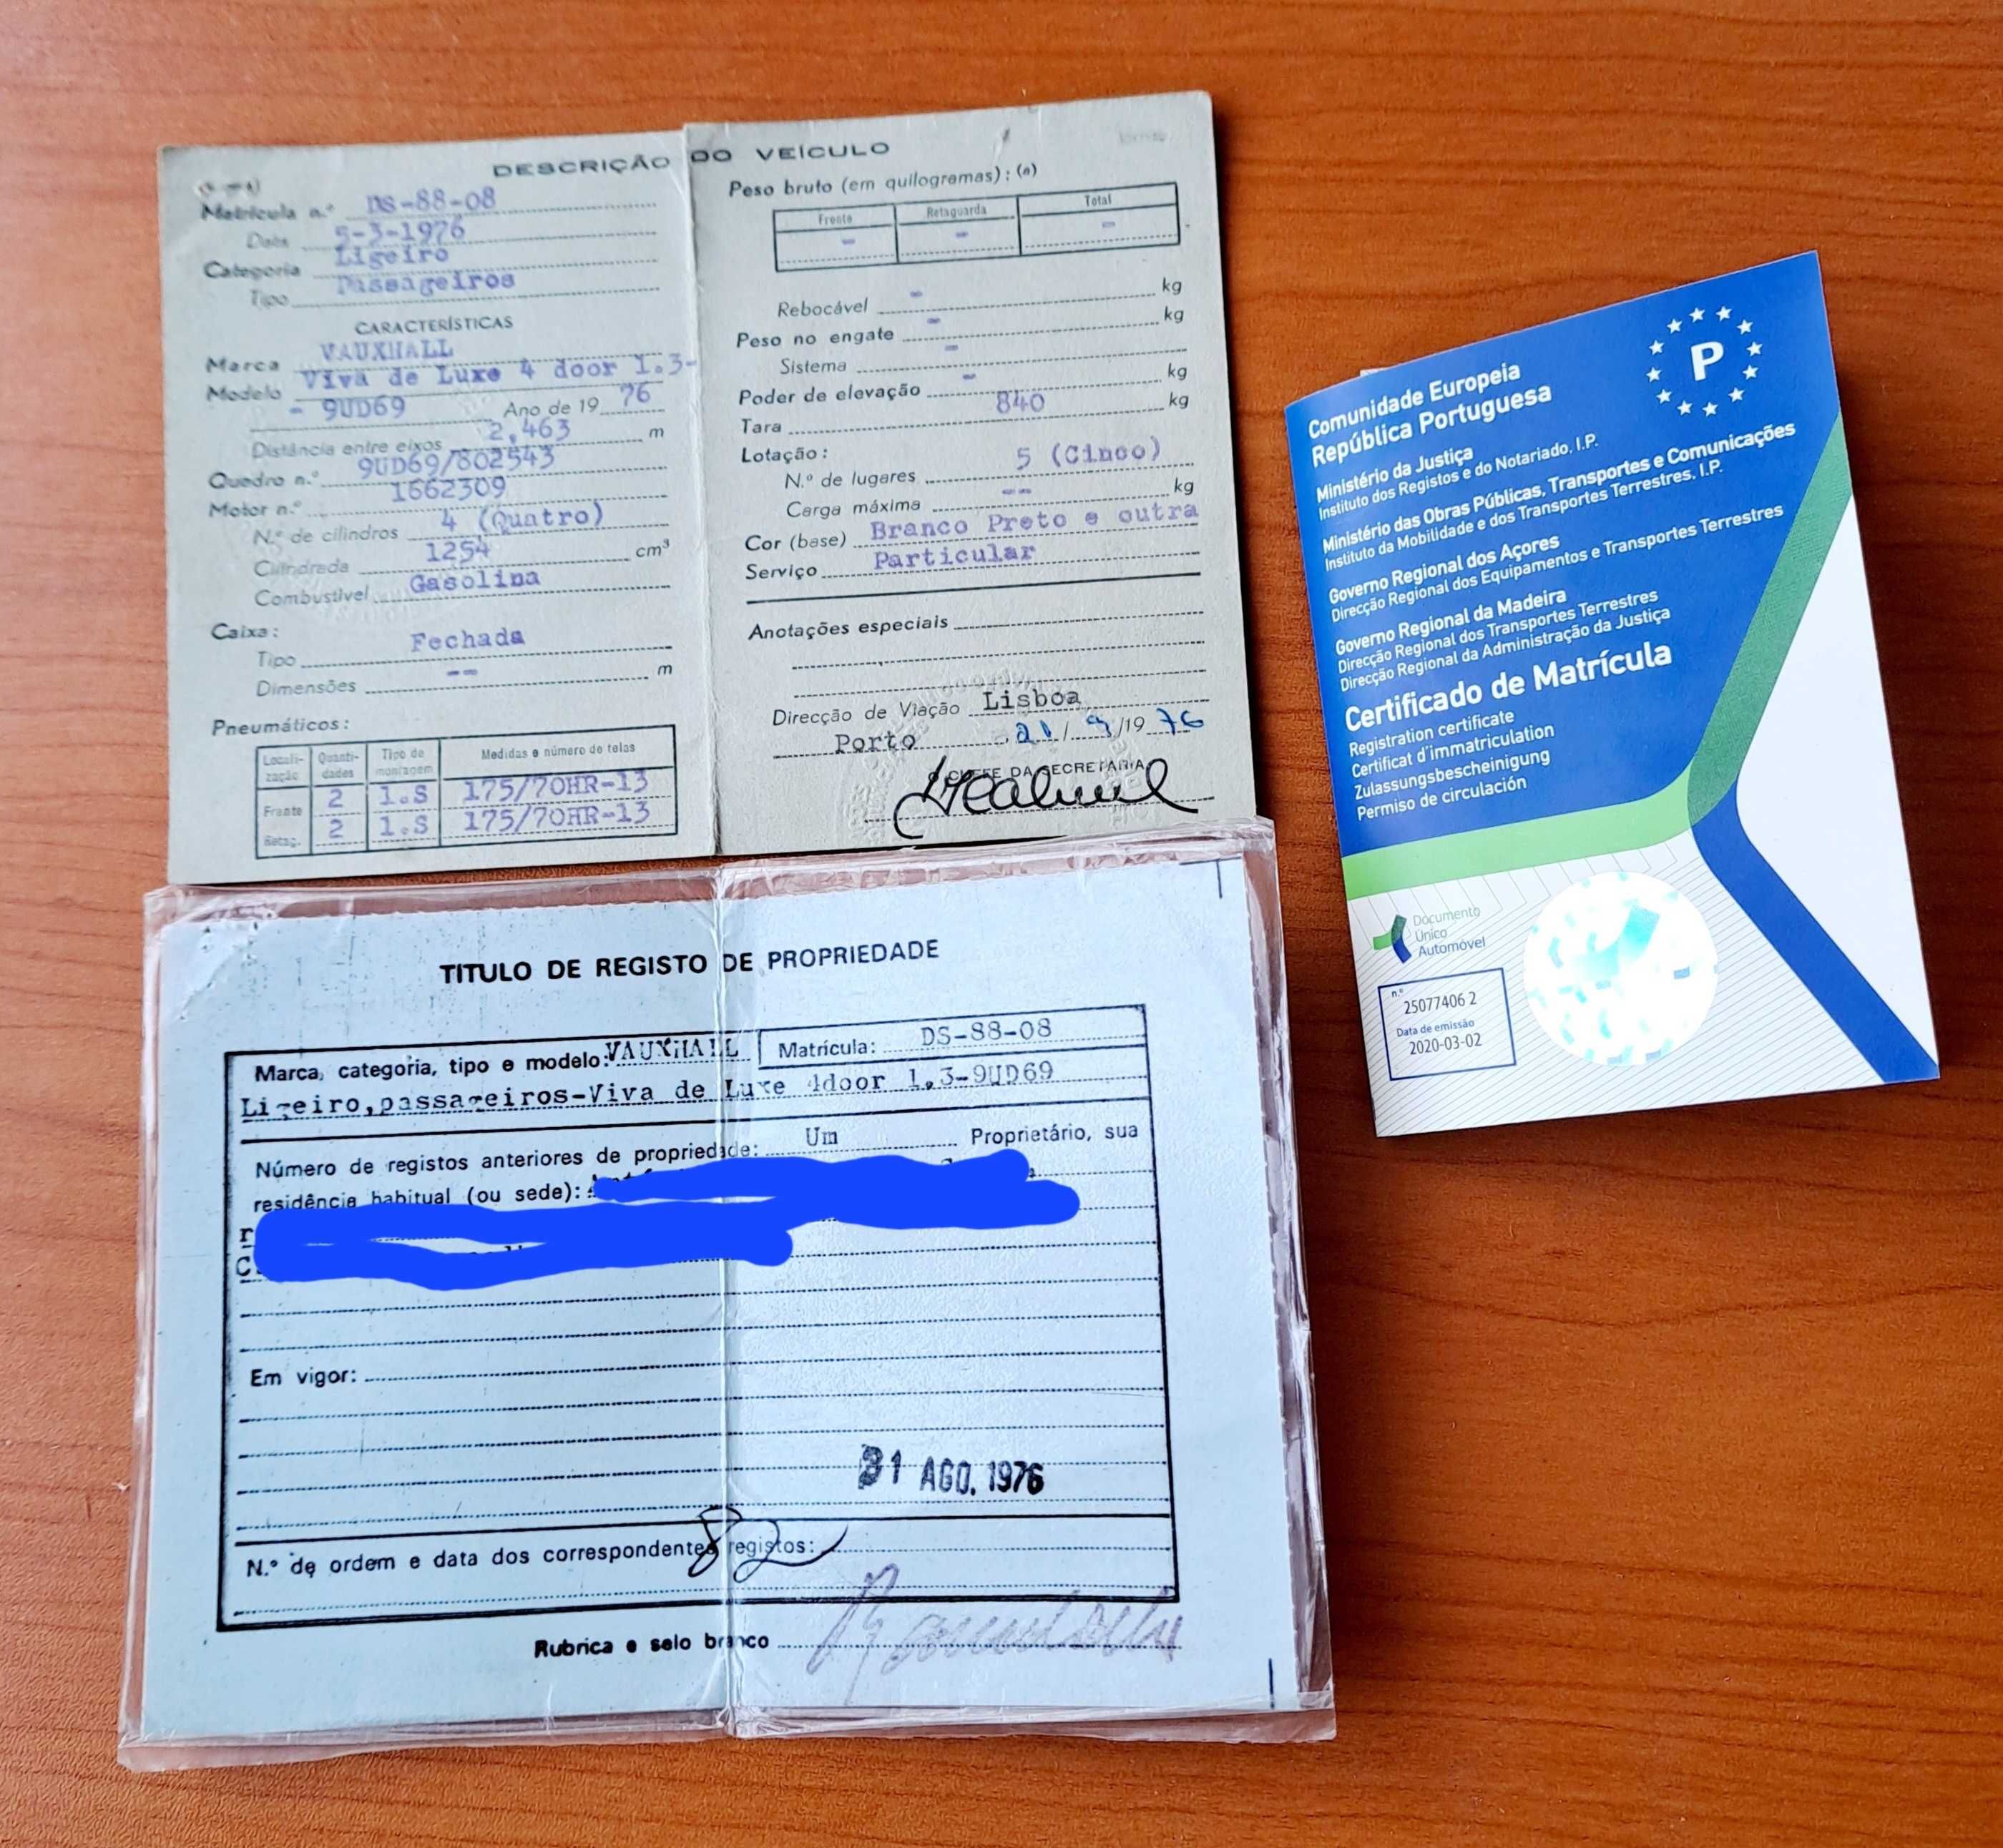 DESCRIÇÃO DO VEÍCULO
Matrícula n.º DS-88-08
Data 5-3-1976
Categoria Ligeiro
Tipo Passageiros
CARACTERÍSTICAS
Marca VAUXHALL
Modelo Viva de Luxe 4 door 1.3-
- 9UD69 Ano de 19 76
Distância entre eixos 2,463 m
Quadro n.º 9UD69/802543
Motor n.º 1662309
N.º de cilindros 4 (Quatro)
Cilindrada 1254 cm³
Combustível Gasolina
Caixa:
Tipo Fechada
Dimensões -- m
Pneumáticos:
Locali-zação Quanti-dades Tipo de montagem Medidas e número de telas
Frente 2 1.S 175/70HR-13
Retag. 2 1.S 175/70HR-13
Peso bruto (em quilogramas): (a)
Frente Retaguarda Total
- - -
Rebocável - kg
Peso no engate - kg
Sistema -
Poder de elevação - kg
Tara 840 kg
Lotação:
N.º de lugares 5 (Cinco)
Carga máxima -- kg
Cor (base) Branco Preto e outra
Serviço Particular
Anotações especiais
Direcção de Viação Lisboa
Porto 21/9/19 76
O CHEFE DA SECRETARIA
TITULO DE REGISTO DE PROPRIEDADE
Marca, categoria, tipo e modelo: VAUXHALL Matrícula: DS-88-08
Ligeiro, passageiros-Viva de Luxe 4door 1,3-9UD69
Número de registos anteriores de propriedade: Um Proprietário, sua
residência habitual (ou sede):
Em vigor:
31 AGO. 1976
N.º de ordem e data dos correspondentes registos:
Rubrica e selo branco
P
Comunidade Europeia
República Portuguesa
Ministério da Justiça
Instituto dos Registos e do Notariado, I.P.
Ministério das Obras Públicas, Transportes e Comunicações
Instituto da Mobilidade e dos Transportes Terrestres, I.P.
Governo Regional dos Açores
Direcção Regional dos Equipamentos e Transportes Terrestres
Governo Regional da Madeira
Direcção Regional dos Transportes Terrestres
Direcção Regional da Administração da Justiça
Certificado de Matrícula
Registration certificate
Certificat d'immatriculation
Zulassungsbescheinigung
Permiso de circulación
Documento
Único
Automóvel
n.º
25077406 2
Data de emissão
2020-03-02